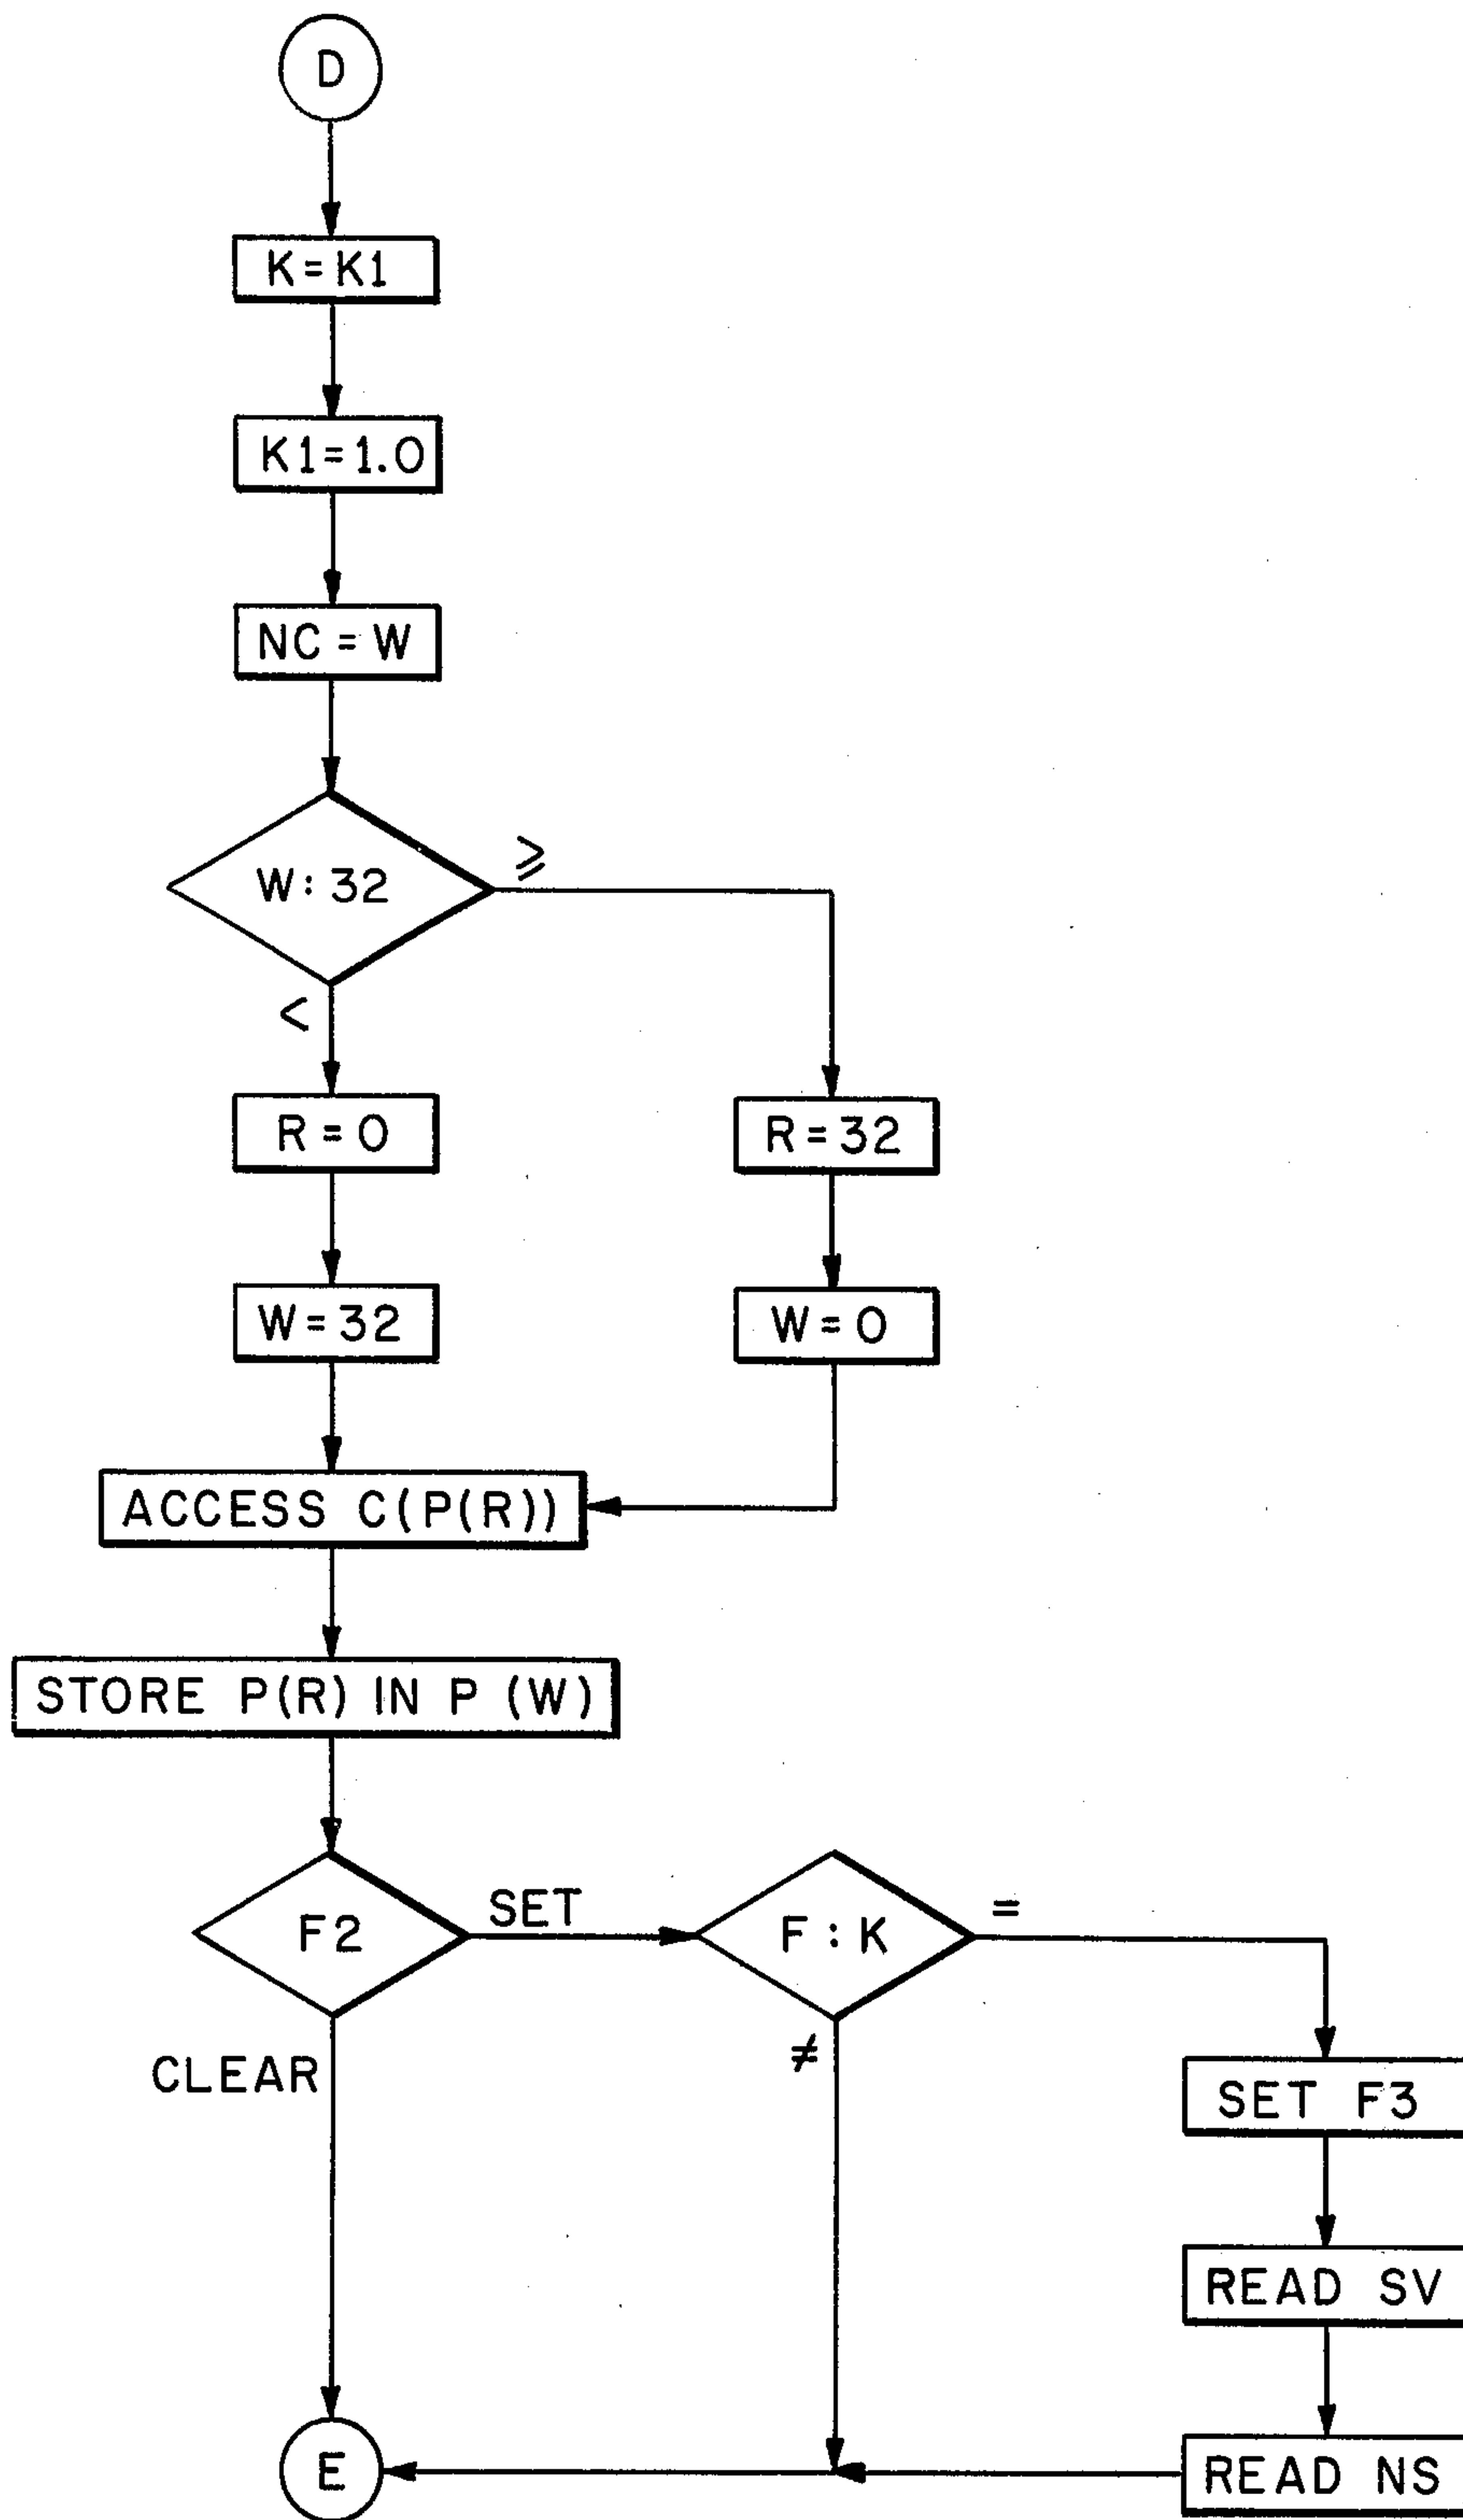 D
K=K1
K1=1.0
NC=W
W:32
≥
<
R=0
R=32
W=32
W=0
ACCESS C(P(R))
STORE P(R) IN P (W)
F2
SET
F:K
=
CLEAR
≠
SET F3
READ SV
READ NS
E